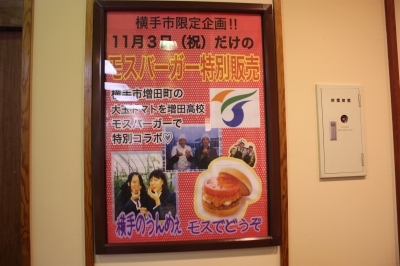 横手市限定企画!!
11月3日(祝)だけの
モスバーガー特別販売
横手市増田町の
大玉トマトを増田高校
モスバーガーで
特別コラボ♡
横手のうんめぇ モスでどうぞ